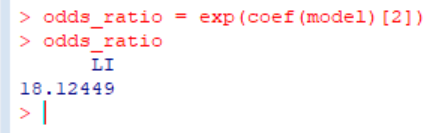 > odds_ratio = exp(coef(model)[2])
> odds_ratio
LI
18.12449
>